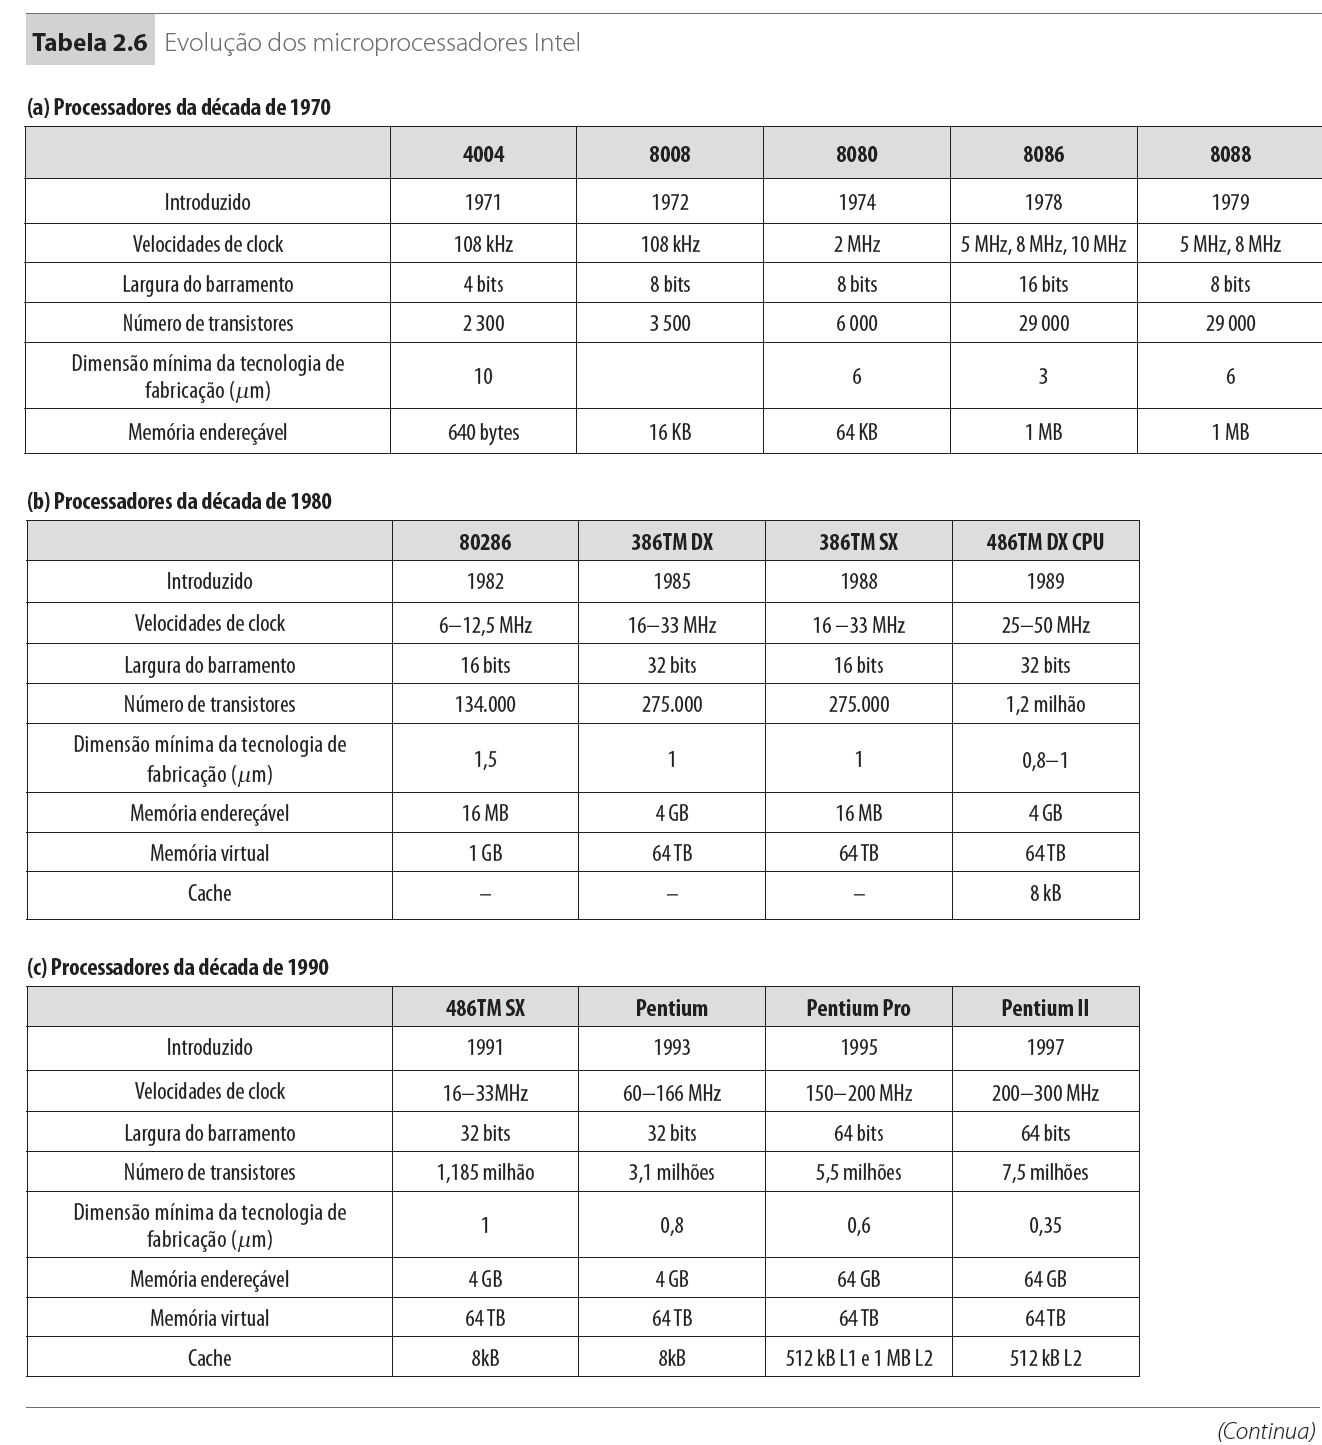 Tabela 2.6 Evolução dos microprocessadores Intel
(a) Processadores da década de 1970
4004 8008 8080 8086 8088
Introduzido 1971 1972 1974 1978 1979
Velocidades de clock 108 kHz 108 kHz 2 MHz 5 MHz, 8 MHz, 10 MHz 5 MHz, 8 MHz
Largura do barramento 4 bits 8 bits 8 bits 16 bits 8 bits
Número de transistores 2 300 3 500 6 000 29 000 29 000
Dimensão mínima da tecnologia de
fabricação (μm) 10 6 3 6
Memória endereçável 640 bytes 16 KB 64 KB 1 MB 1 MB
(b) Processadores da década de 1980
80286 386TM DX 386TM SX 486TM DX CPU
Introduzido 1982 1985 1988 1989
Velocidades de clock 6–12,5 MHz 16–33 MHz 16 –33 MHz 25–50 MHz
Largura do barramento 16 bits 32 bits 16 bits 32 bits
Número de transistores 134.000 275.000 275.000 1,2 milhão
Dimensão mínima da tecnologia de
fabricação (μm) 1,5 1 1 0,8–1
Memória endereçável 16 MB 4 GB 16 MB 4 GB
Memória virtual 1 GB 64 TB 64 TB 64 TB
Cache – – – 8 kB
(c) Processadores da década de 1990
486TM SX Pentium Pentium Pro Pentium II
Introduzido 1991 1993 1995 1997
Velocidades de clock 16–33MHz 60–166 MHz 150–200 MHz 200–300 MHz
Largura do barramento 32 bits 32 bits 64 bits 64 bits
Número de transistores 1,185 milhão 3,1 milhões 5,5 milhões 7,5 milhões
Dimensão mínima da tecnologia de
fabricação (μm) 1 0,8 0,6 0,35
Memória endereçável 4 GB 4 GB 64 GB 64 GB
Memória virtual 64 TB 64 TB 64 TB 64 TB
Cache 8kB 8kB 512 kB L1 e 1 MB L2 512 kB L2
(Continua)